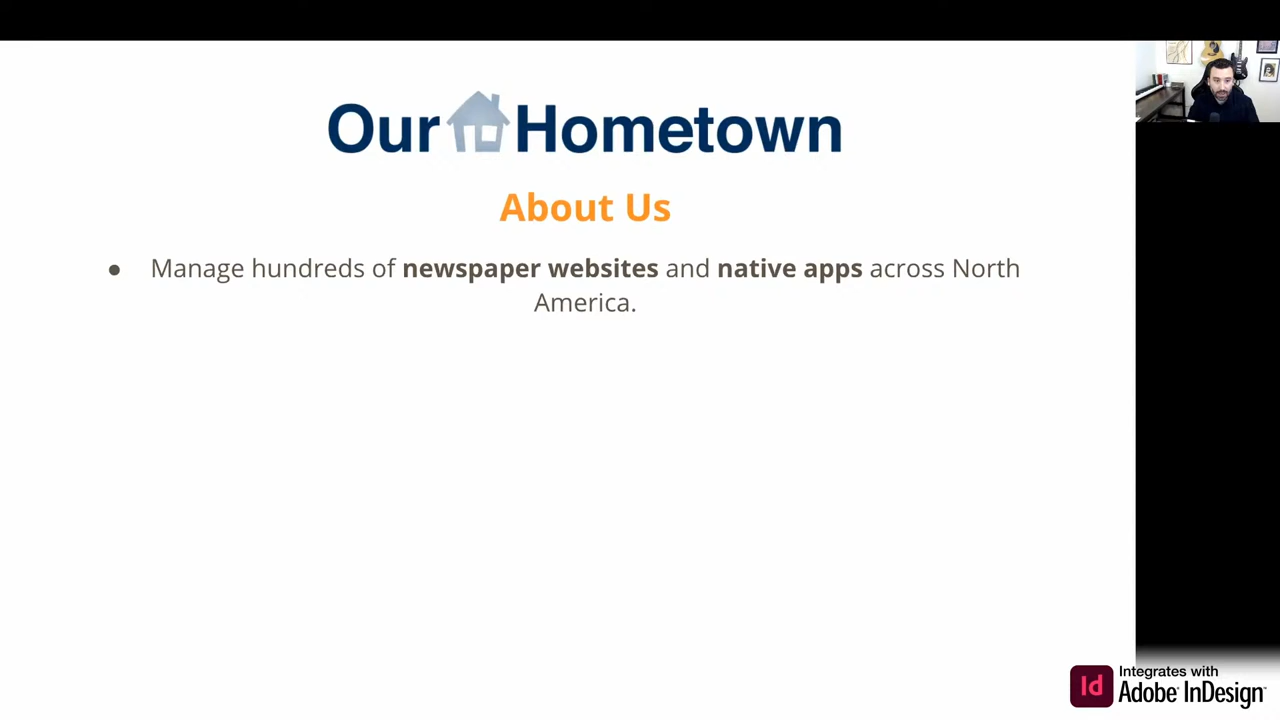 Our Hometown
About Us
● Manage hundreds of newspaper websites and native apps across North
America.
Id
Integrates with
Adobe InDesign